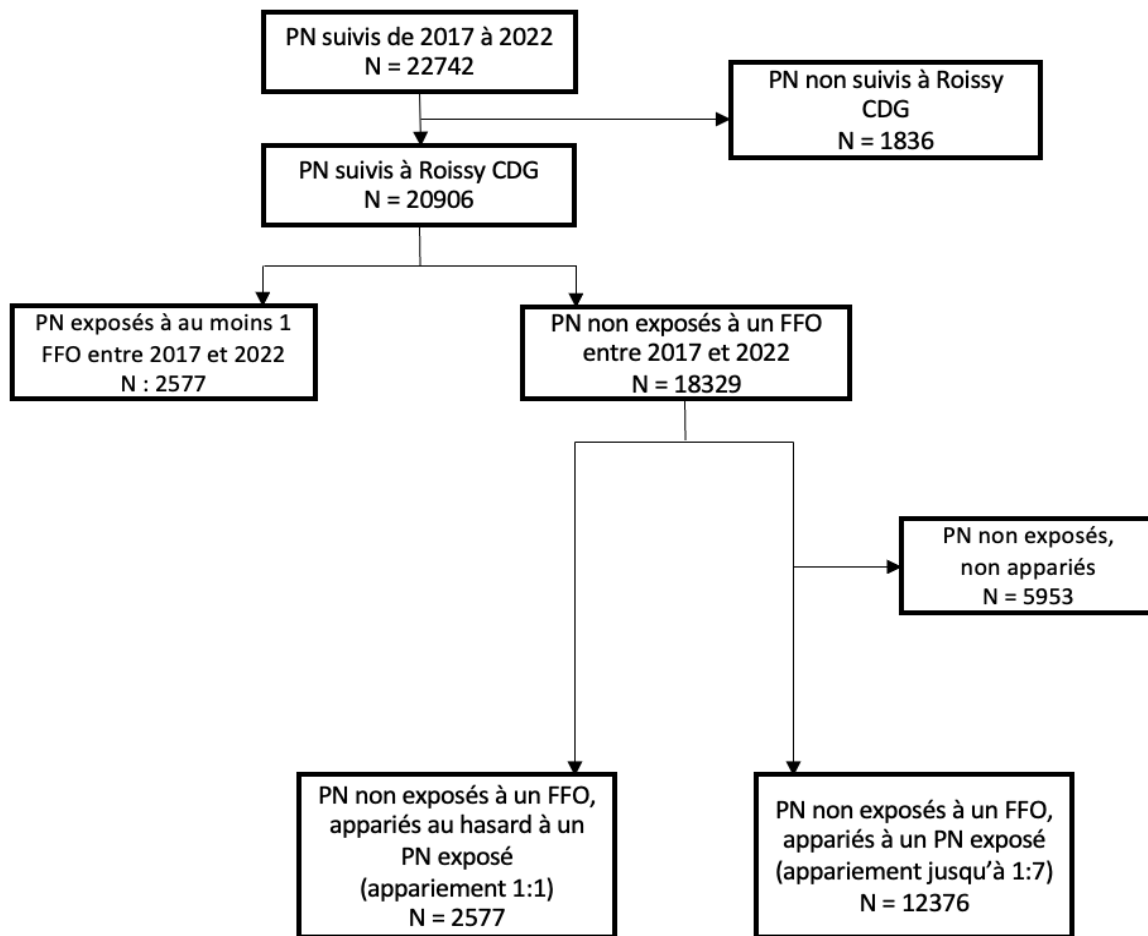 PN suivis de 2017 à 2022
N = 22742
PN non suivis à Roissy
CDG
N = 1836
PN suivis à Roissy CDG
N = 20906
PN exposés à au moins 1
FFO entre 2017 et 2022
N : 2577
PN non exposés à un FFO
entre 2017 et 2022
N = 18329
PN non exposés,
non appariés
N = 5953
PN non exposés à un FFO,
appariés au hasard à un
PN exposé
(appariement 1:1)
N = 2577
PN non exposés à un FFO,
appariés à un PN exposé
(appariement jusqu’à 1:7)
N = 12376